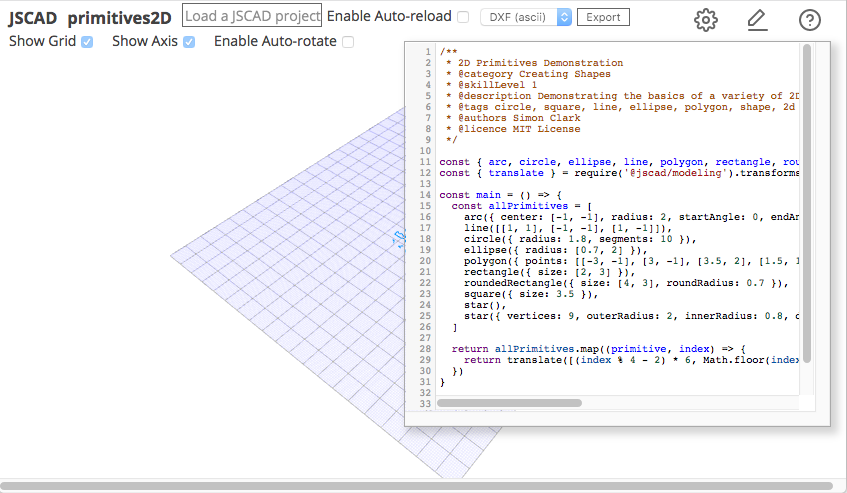 JSCAD primitives2D Load a JSCAD project Enable Auto-reload DXF (ascii) Export
Show Grid Show Axis Enable Auto-rotate
1 /**
2 * 2D Primitives Demonstration
3 * @category Creating Shapes
4 * @skillLevel 1
5 * @description Demonstrating the basics of a variety of 2D
6 * @tags circle, square, line, ellipse, polygon, shape, 2d
7 * @authors Simon Clark
8 * @licence MIT License
9 */
10
11 const { arc, circle, ellipse, line, polygon, rectangle, rou
12 const { translate } = require('@jscad/modeling').transforms
13
14 const main = () => {
15 const allPrimitives = [
16 arc({ center: [-1, -1], radius: 2, startAngle: 0, endAn
17 line([[1, 1], [-1, -1], [1, -1]]),
18 circle({ radius: 1.8, segments: 10 }),
19 ellipse({ radius: [0.7, 2] }),
20 polygon({ points: [[-3, -1], [3, -1], [3.5, 2], [1.5, 1
21 rectangle({ size: [2, 3] }),
22 roundedRectangle({ size: [4, 3], roundRadius: 0.7 }),
23 square({ size: 3.5 }),
24 star(),
25 star({ vertices: 9, outerRadius: 2, innerRadius: 0.8,
26 ]
27
28 return allPrimitives.map((primitive, index) => {
29 return translate([(index % 4 - 2) * 6, Math.floor(index
30 })
31 }
32
33